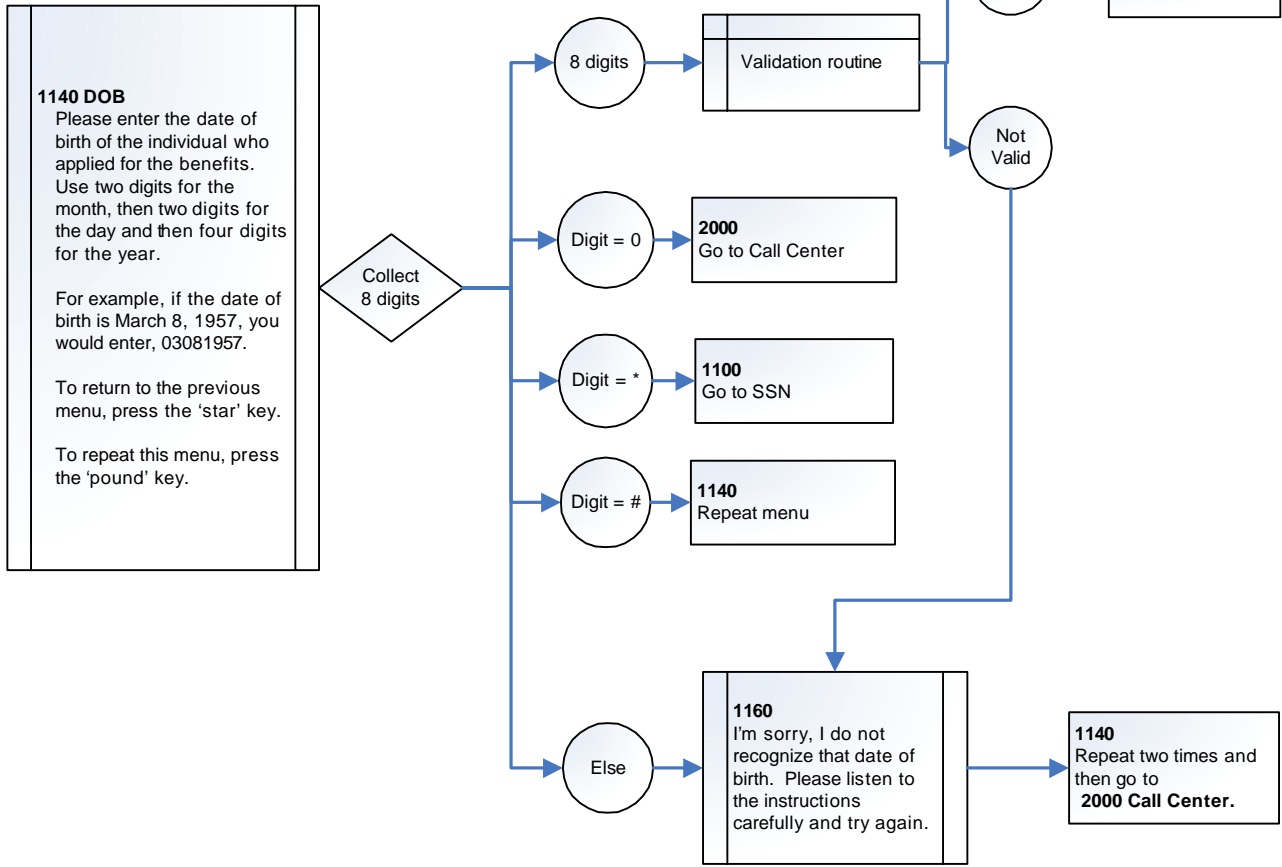 1140 DOB
Please enter the date of
birth of the individual who
applied for the benefits.
Use two digits for the
month, then two digits for
the day and then four digits
for the year.
For example, if the date of
birth is March 8, 1957, you
would enter, 03081957.
To return to the previous
menu, press the ‘star’ key.
To repeat this menu, press
the ‘pound’ key.
Collect
8 digits
8 digits
Validation routine
Not
Valid
Digit = 0
2000
Go to Call Center
Digit = *
1100
Go to SSN
Digit = #
1140
Repeat menu
Else
1160
I’m sorry, I do not
recognize that date of
birth.  Please listen to
the instructions
carefully and try again.
1140
Repeat two times and
then go to
2000 Call Center.